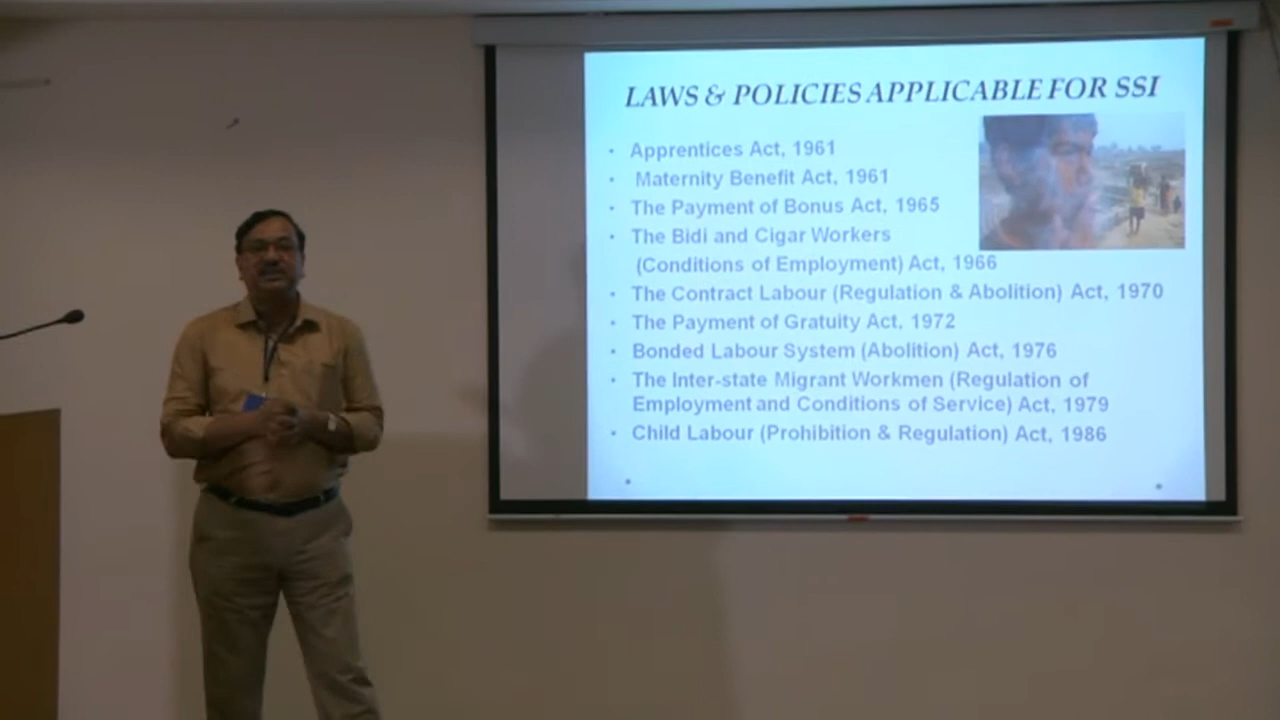 LAWS & POLICIES APPLICABLE FOR SSI
• Apprentices Act, 1961
• Maternity Benefit Act, 1961
• The Payment of Bonus Act, 1965
• The Bidi and Cigar Workers
(Conditions of Employment) Act, 1966
• The Contract Labour (Regulation & Abolition) Act, 1970
• The Payment of Gratuity Act, 1972
• Bonded Labour System (Abolition) Act, 1976
• The Inter-state Migrant Workmen (Regulation of
Employment and Conditions of Service) Act, 1979
• Child Labour (Prohibition & Regulation) Act, 1986